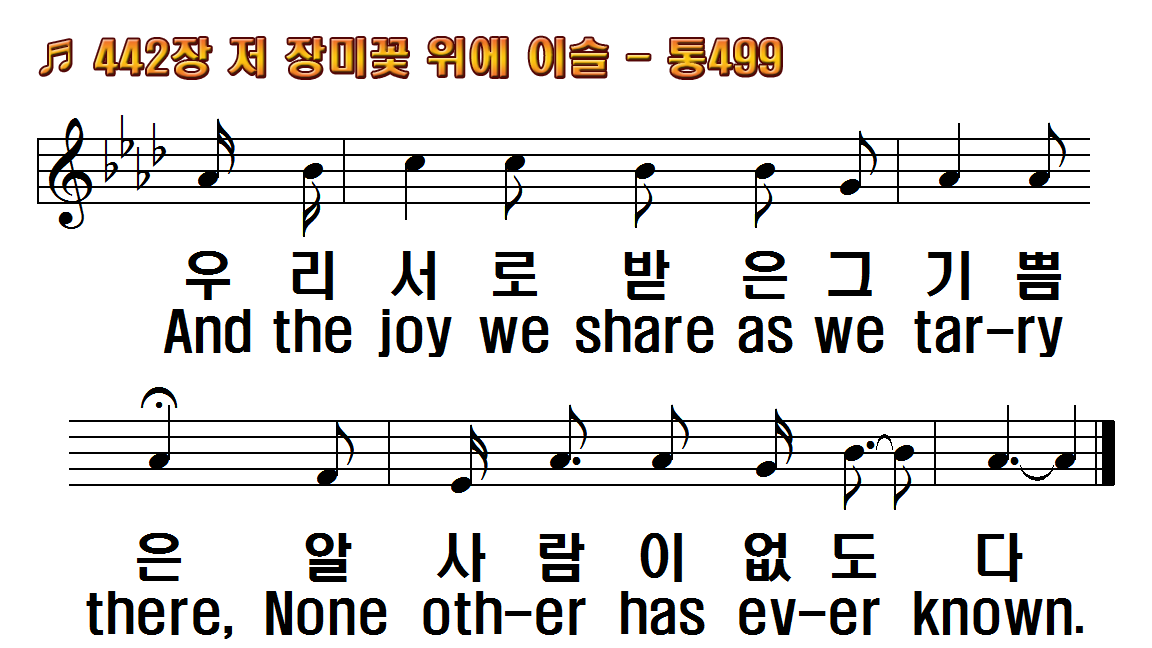 ♬ 442장 저 장미꽃 위에 이슬 - 통499
우 리 서 로 받 은 그 기 쁨
And the joy we share as we tar-ry
은 알 사 람 이 없 도 다
there, None oth-er has ev-er known.